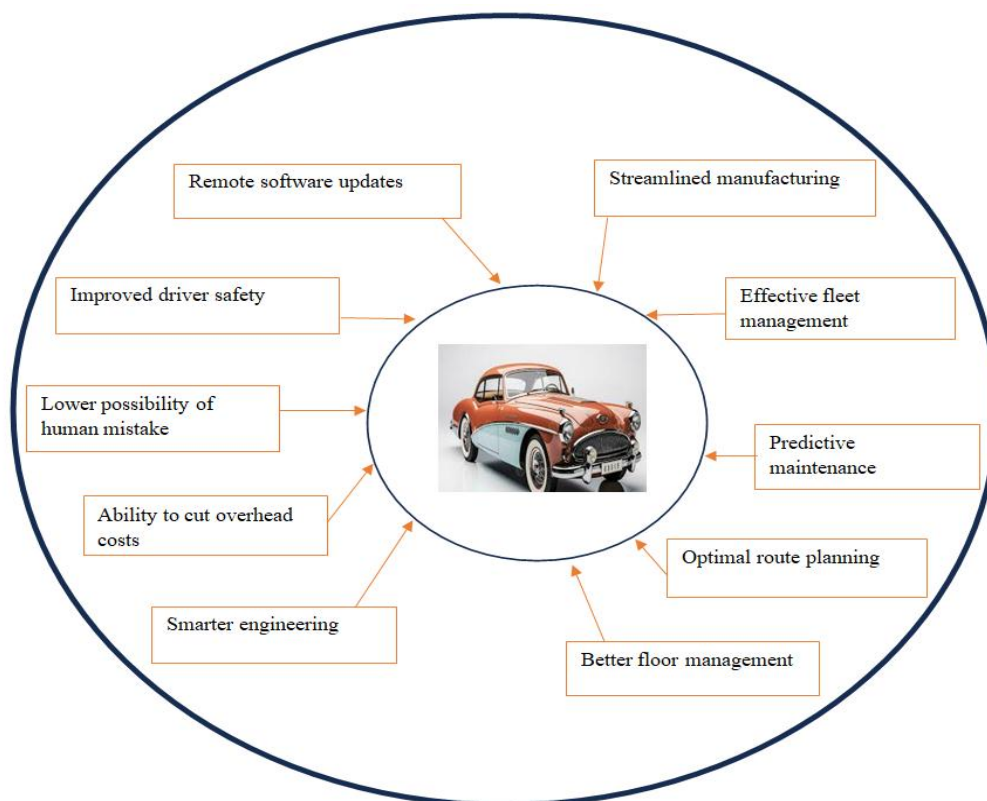 Remote software updates
Streamlined manufacturing
Improved driver safety
Effective fleet
management
Lower possibility of
human mistake
Predictive
maintenance
Ability to cut overhead
costs
Optimal route planning
Smarter engineering
Better floor management